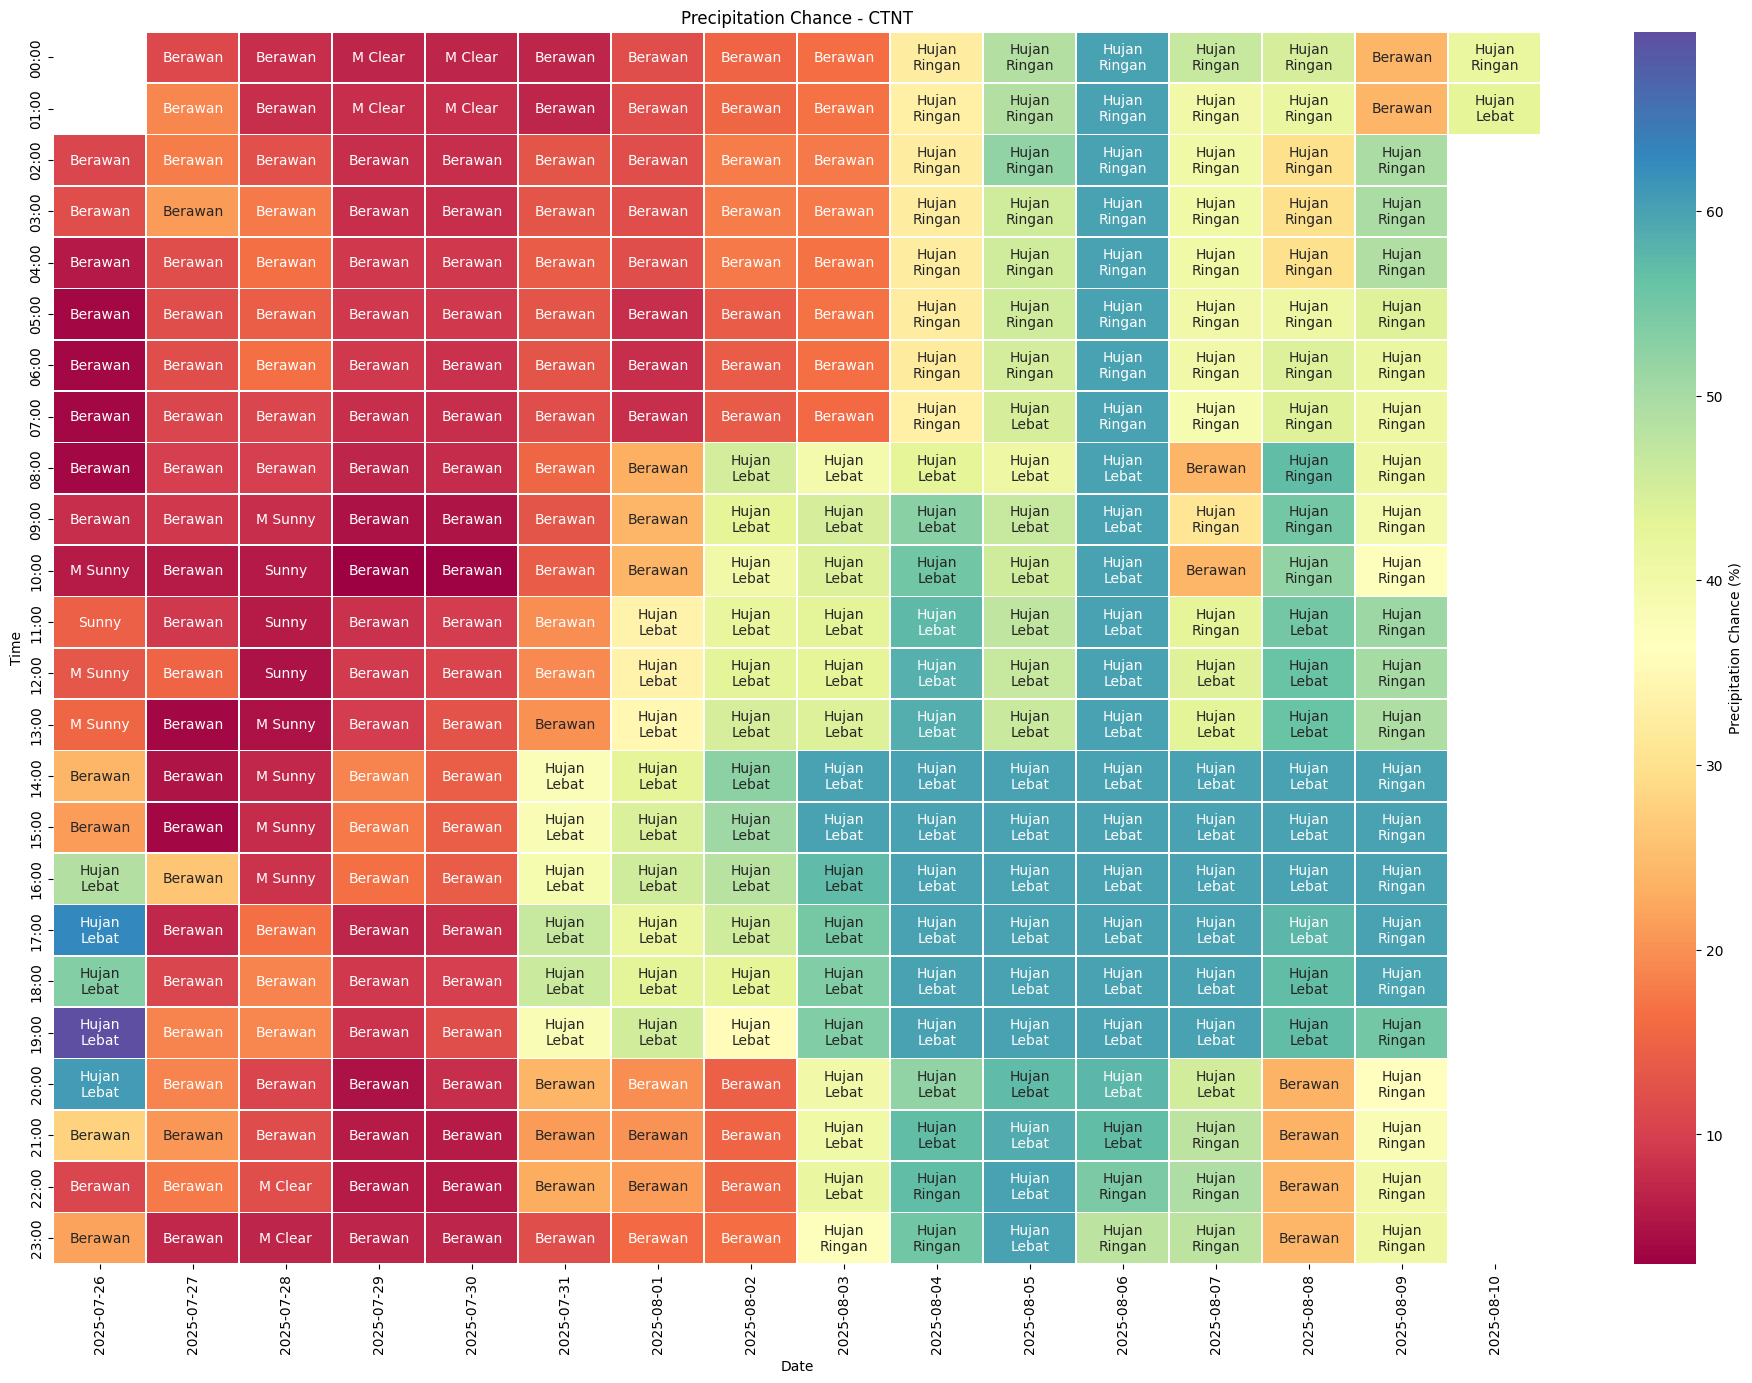 Precipitation Chance - CTNT
00:00 Berawan Berawan M Clear M Clear Berawan Berawan Berawan Berawan Hujan Ringan Hujan Ringan Hujan Ringan Hujan Ringan Hujan Ringan Berawan Hujan Ringan
01:00 Berawan Berawan M Clear M Clear Berawan Berawan Berawan Berawan Hujan Ringan Hujan Ringan Hujan Ringan Hujan Ringan Hujan Ringan Berawan Hujan Lebat
02:00 Berawan Berawan Berawan Berawan Berawan Berawan Berawan Berawan Berawan Hujan Ringan Hujan Ringan Hujan Ringan Hujan Ringan Hujan Ringan Hujan Ringan
03:00 Berawan Berawan Berawan Berawan Berawan Berawan Berawan Berawan Berawan Hujan Ringan Hujan Ringan Hujan Ringan Hujan Ringan Hujan Ringan Hujan Ringan
04:00 Berawan Berawan Berawan Berawan Berawan Berawan Berawan Berawan Berawan Hujan Ringan Hujan Ringan Hujan Ringan Hujan Ringan Hujan Ringan Hujan Ringan
05:00 Berawan Berawan Berawan Berawan Berawan Berawan Berawan Berawan Berawan Hujan Ringan Hujan Ringan Hujan Ringan Hujan Ringan Hujan Ringan Hujan Ringan
06:00 Berawan Berawan Berawan Berawan Berawan Berawan Berawan Berawan Berawan Hujan Ringan Hujan Ringan Hujan Ringan Hujan Ringan Hujan Ringan Hujan Ringan
07:00 Berawan Berawan Berawan Berawan Berawan Berawan Berawan Berawan Berawan Hujan Ringan Hujan Lebat Hujan Ringan Hujan Ringan Hujan Ringan Hujan Ringan
08:00 Berawan Berawan Berawan Berawan Berawan Berawan Berawan Hujan Lebat Hujan Lebat Hujan Lebat Hujan Lebat Hujan Lebat Berawan Hujan Ringan Hujan Ringan
09:00 Berawan Berawan M Sunny Berawan Berawan Berawan Berawan Hujan Lebat Hujan Lebat Hujan Lebat Hujan Lebat Hujan Lebat Hujan Ringan Hujan Ringan Hujan Ringan
10:00 M Sunny Berawan Sunny Berawan Berawan Berawan Berawan Hujan Lebat Hujan Lebat Hujan Lebat Hujan Lebat Hujan Lebat Berawan Hujan Ringan Hujan Ringan
11:00 Sunny Berawan Sunny Berawan Berawan Berawan Hujan Lebat Hujan Lebat Hujan Lebat Hujan Lebat Hujan Lebat Hujan Lebat Hujan Ringan Hujan Lebat Hujan Ringan
12:00 M Sunny Berawan Sunny Berawan Berawan Berawan Hujan Lebat Hujan Lebat Hujan Lebat Hujan Lebat Hujan Lebat Hujan Lebat Hujan Lebat Hujan Lebat Hujan Ringan
13:00 M Sunny Berawan M Sunny Berawan Berawan Berawan Hujan Lebat Hujan Lebat Hujan Lebat Hujan Lebat Hujan Lebat Hujan Lebat Hujan Lebat Hujan Lebat Hujan Ringan
14:00 Berawan Berawan M Sunny Berawan Berawan Hujan Lebat Hujan Lebat Hujan Lebat Hujan Lebat Hujan Lebat Hujan Lebat Hujan Lebat Hujan Lebat Hujan Lebat Hujan Ringan
15:00 Berawan Berawan M Sunny Berawan Berawan Hujan Lebat Hujan Lebat Hujan Lebat Hujan Lebat Hujan Lebat Hujan Lebat Hujan Lebat Hujan Lebat Hujan Lebat Hujan Ringan
16:00 Hujan Lebat Berawan M Sunny Berawan Berawan Hujan Lebat Hujan Lebat Hujan Lebat Hujan Lebat Hujan Lebat Hujan Lebat Hujan Lebat Hujan Lebat Hujan Lebat Hujan Ringan
17:00 Hujan Lebat Berawan Berawan Berawan Berawan Hujan Lebat Hujan Lebat Hujan Lebat Hujan Lebat Hujan Lebat Hujan Lebat Hujan Lebat Hujan Lebat Hujan Lebat Hujan Ringan
18:00 Hujan Lebat Berawan Berawan Berawan Berawan Hujan Lebat Hujan Lebat Hujan Lebat Hujan Lebat Hujan Lebat Hujan Lebat Hujan Lebat Hujan Lebat Hujan Lebat Hujan Ringan
19:00 Hujan Lebat Berawan Berawan Berawan Berawan Hujan Lebat Hujan Lebat Hujan Lebat Hujan Lebat Hujan Lebat Hujan Lebat Hujan Lebat Hujan Lebat Hujan Lebat Hujan Ringan
20:00 Hujan Lebat Berawan Berawan Berawan Berawan Berawan Berawan Berawan Hujan Lebat Hujan Lebat Hujan Lebat Hujan Lebat Hujan Lebat Berawan Hujan Ringan
21:00 Berawan Berawan Berawan Berawan Berawan Berawan Berawan Berawan Hujan Lebat Hujan Lebat Hujan Lebat Hujan Lebat Hujan Ringan Berawan Hujan Ringan
22:00 Berawan Berawan M Clear Berawan Berawan Berawan Berawan Berawan Hujan Lebat Hujan Ringan Hujan Lebat Hujan Ringan Hujan Ringan Berawan Hujan Ringan
23:00 Berawan Berawan M Clear Berawan Berawan Berawan Berawan Berawan Hujan Ringan Hujan Ringan Hujan Lebat Hujan Ringan Hujan Ringan Berawan Hujan Ringan
Time
2025-07-26 2025-07-27 2025-07-28 2025-07-29 2025-07-30 2025-07-31 2025-08-01 2025-08-02 2025-08-03 2025-08-04 2025-08-05 2025-08-06 2025-08-07 2025-08-08 2025-08-09 2025-08-10
Date
60
50
40
30
20
10
Precipitation Chance (%)